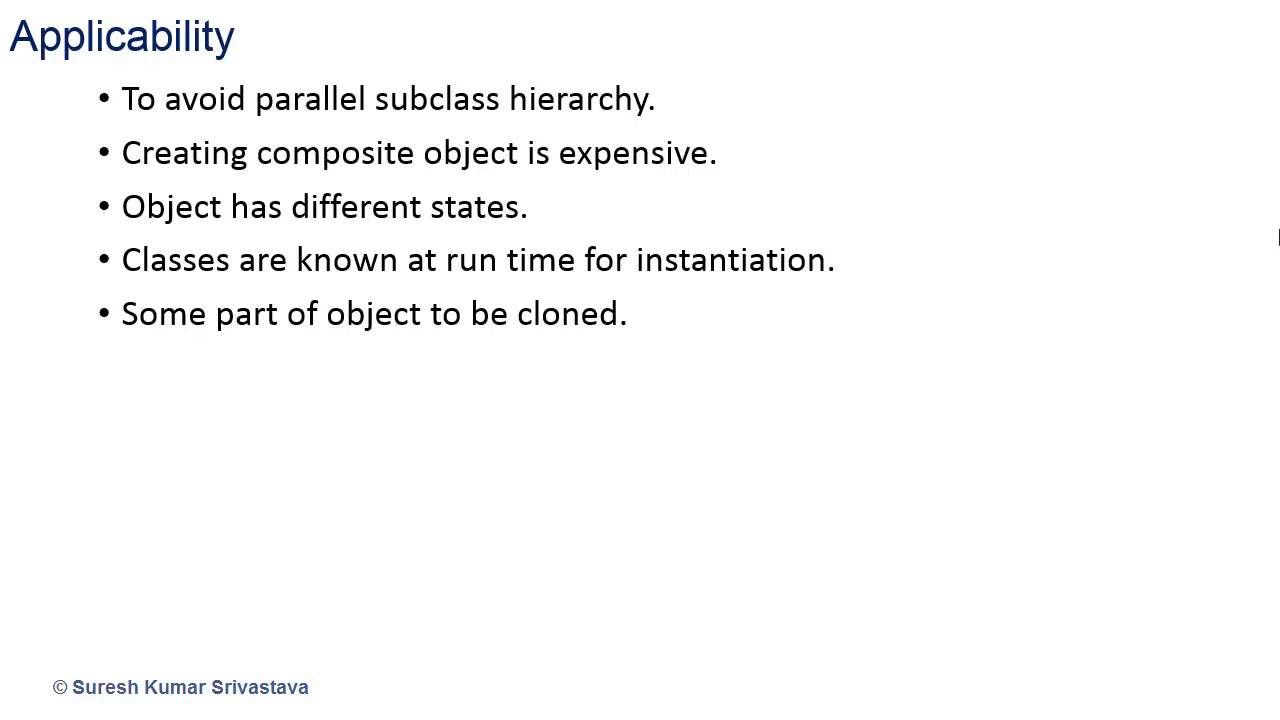 Applicability
• To avoid parallel subclass hierarchy.
• Creating composite object is expensive.
• Object has different states.
• Classes are known at run time for instantiation.
• Some part of object to be cloned.
© Suresh Kumar Srivastava